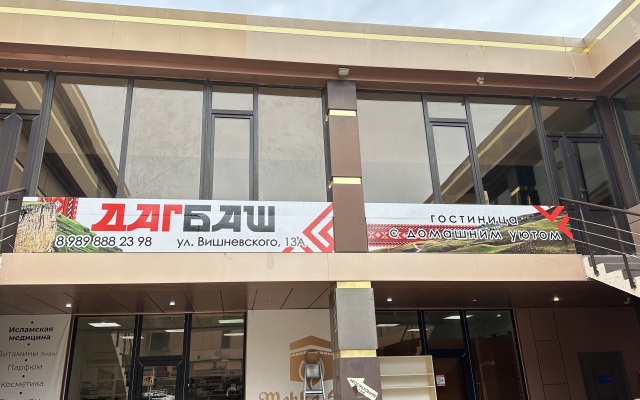 ДАГБАШ
8 989 888 23 98 ул. Вишневского, 13А
ГОСТИНИЦА
С ДОМАШНИМ УЮТОМ
Исламская
медицина
Витамины
Парфюм
Косметика